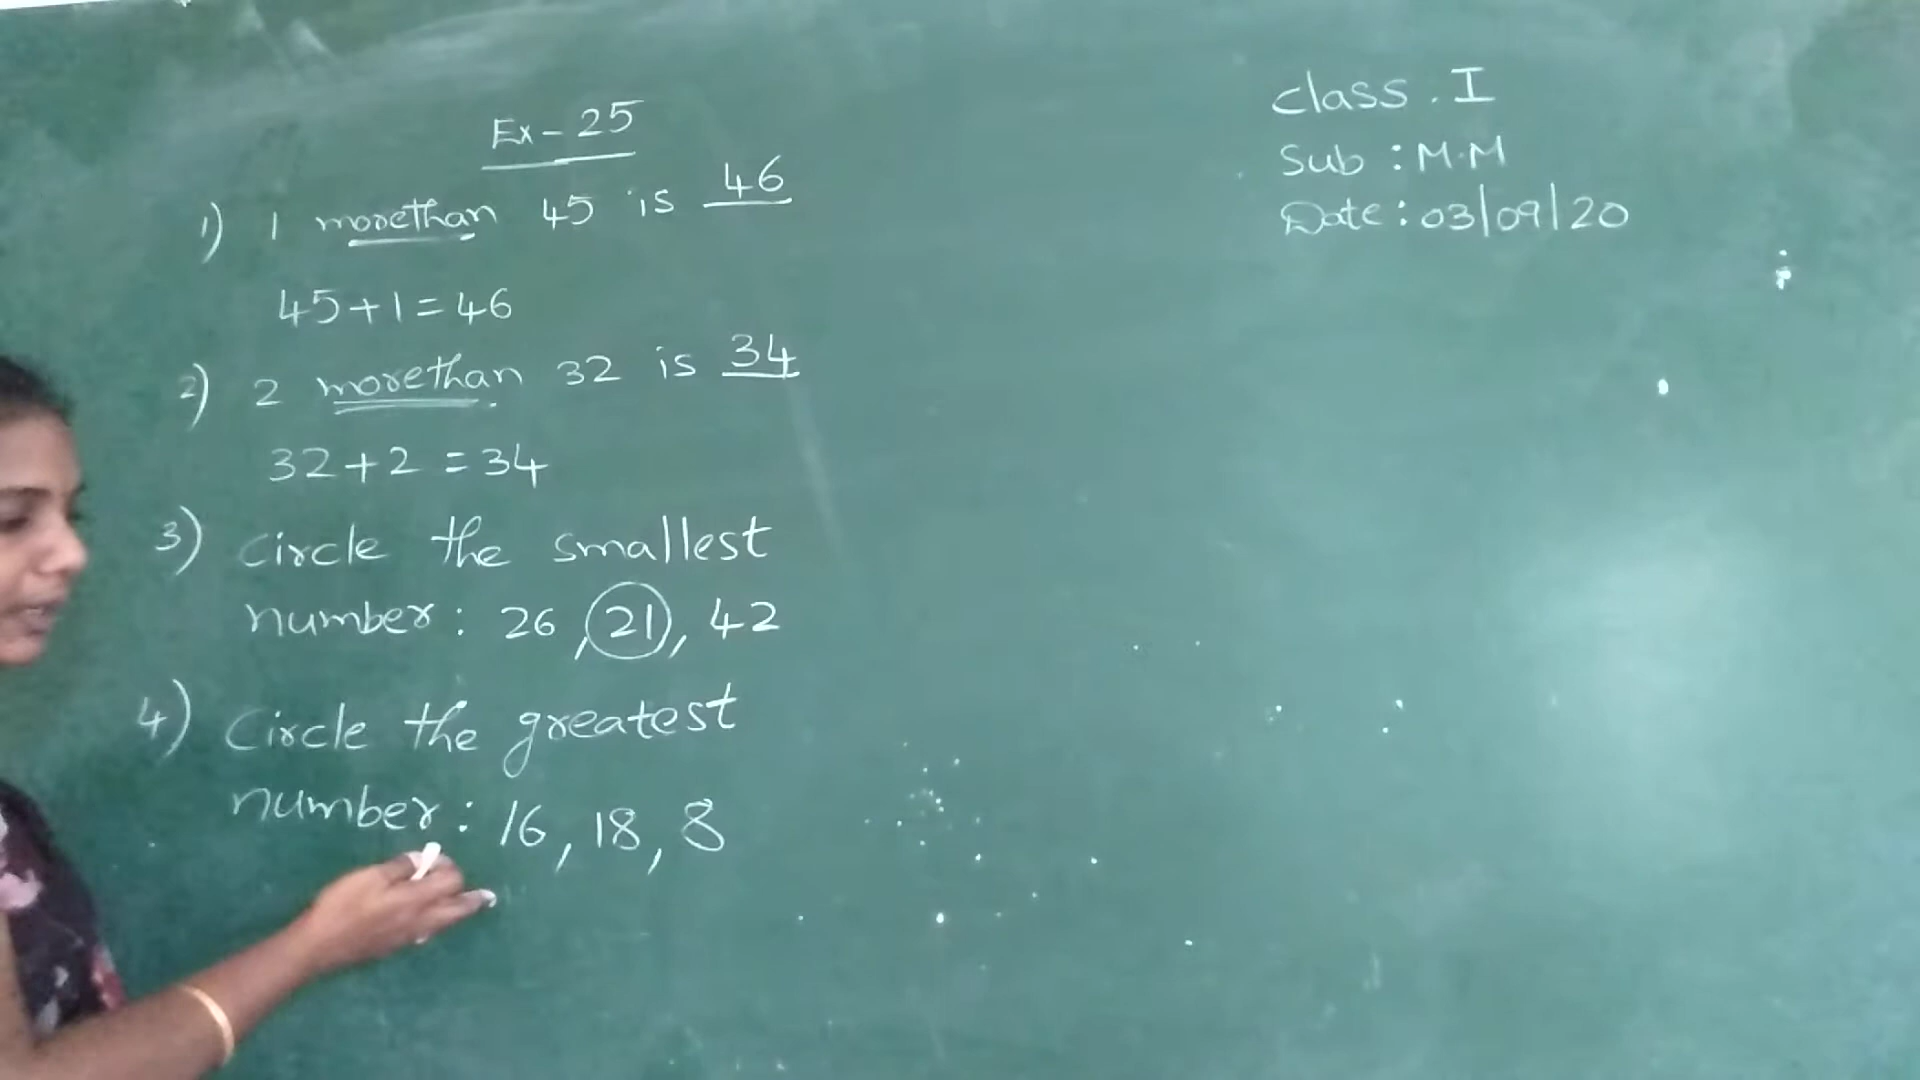 Ex-25
1) 1 morethan 45 is 46
45+1=46
2) 2 morethan 32 is 34
32+2=34
3) circle the smallest
number: 26, 21, 42
4) Circle the greatest
number: 16, 18, 8
Class. I
Sub : M.M
Date : 03/09/20